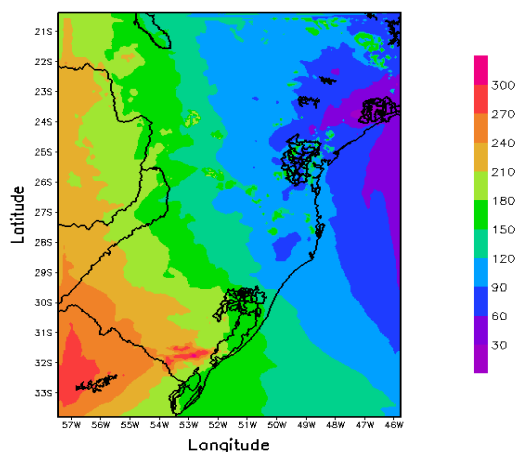 21S
22S
23S
24S
25S
26S
27S
28S
29S
30S
31S
32S
33S
Latitude
57W 56W 55W 54W 53W 52W 51W 50W 49W 48W 47W 46W
Longitude
300
270
240
210
180
150
120
90
60
30